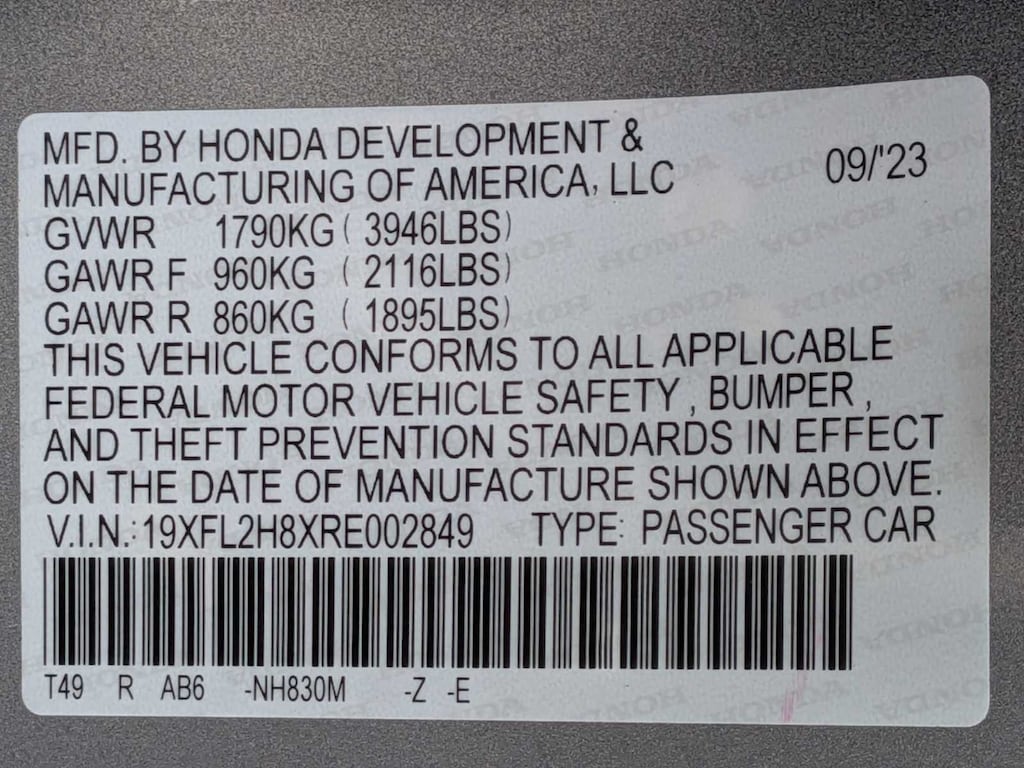 MFD. BY HONDA DEVELOPMENT &
MANUFACTURING OF AMERICA, LLC 09/'23
GVWR 1790KG ( 3946LBS)
GAWR F 960KG ( 2116LBS)
GAWR R 860KG ( 1895LBS)
THIS VEHICLE CONFORMS TO ALL APPLICABLE
FEDERAL MOTOR VEHICLE SAFETY , BUMPER ,
AND THEFT PREVENTION STANDARDS IN EFFECT
ON THE DATE OF MANUFACTURE SHOWN ABOVE.
V.I.N.: 19XFL2H8XRE002849 TYPE: PASSENGER CAR
T49 R AB6 -NH830M -Z -E